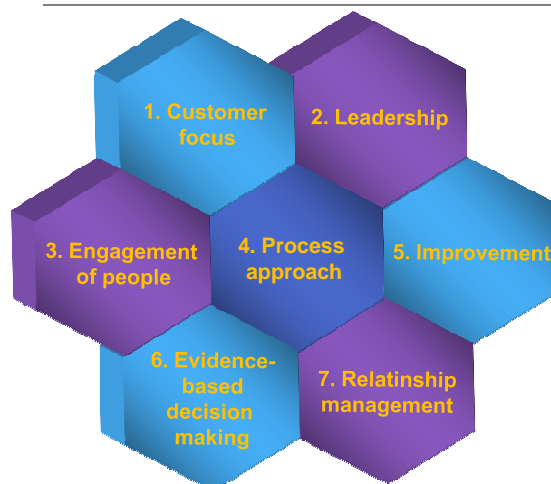 1. Customer
focus
2. Leadership
3. Engagement
of people
4. Process
approach
5. Improvement
6. Evidence-
based
decision
making
7. Relatinship
management